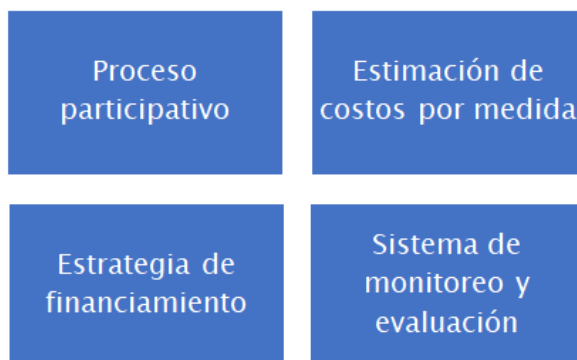 Proceso
participativo
Estimación de
costos por medida
Estrategia de
financiamiento
Sistema de
monitoreo y
evaluación